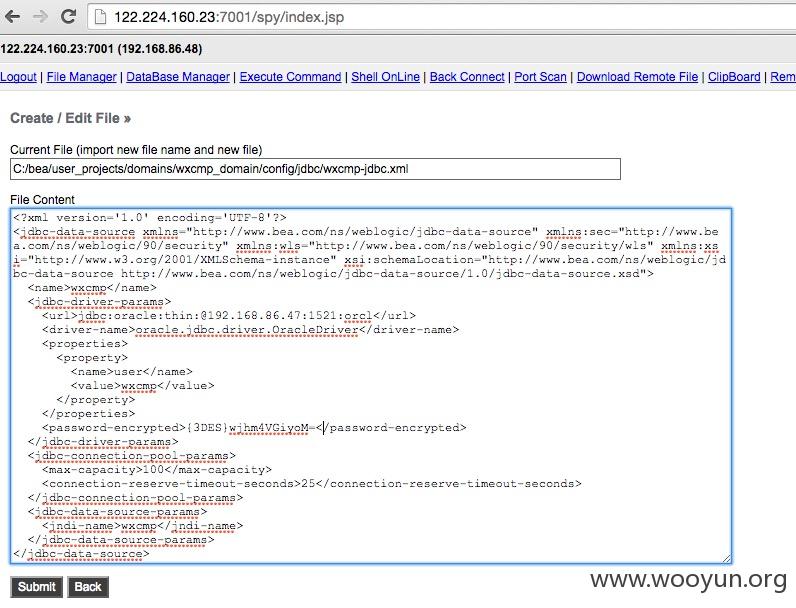 122.224.160.23:7001/spy/index.jsp
122.224.160.23:7001 (192.168.86.48)
Logout | File Manager | DataBase Manager | Execute Command | Shell OnLine | Back Connect | Port Scan | Download Remote File | ClipBoard | Rem
Create / Edit File »
Current File (import new file name and new file)
C:/bea/user_projects/domains/wxcmp_domain/config/jdbc/wxcmp-jdbc.xml
File Content
<?xml version='1.0' encoding='UTF-8'?>
<jdbc-data-source xmlns="http://www.bea.com/ns/weblogic/jdbc-data-source" xmlns:sec="http://www.be
a.com/ns/weblogic/90/security" xmlns:wls="http://www.bea.com/ns/weblogic/90/security/wls" xmlns:xs
i="http://www.w3.org/2001/XMLSchema-instance" xsi:schemaLocation="http://www.bea.com/ns/weblogic/jd
bc-data-source http://www.bea.com/ns/weblogic/jdbc-data-source/1.0/jdbc-data-source.xsd">
<name>wxcmp</name>
<jdbc-driver-params>
<url>jdbc:oracle:thin:@192.168.86.47:1521:orcl</url>
<driver-name>oracle.jdbc.driver.OracleDriver</driver-name>
<properties>
<property>
<name>user</name>
<value>wxcmp</value>
</property>
</properties>
<password-encrypted>{3DES}wjhm4VGiyoM=</password-encrypted>
</jdbc-driver-params>
<jdbc-connection-pool-params>
<max-capacity>100</max-capacity>
<connection-reserve-timeout-seconds>25</connection-reserve-timeout-seconds>
</jdbc-connection-pool-params>
<jdbc-data-source-params>
<jndi-name>wxcmp</jndi-name>
</jdbc-data-source-params>
</jdbc-data-source>
Submit Back
www.wooyun.org